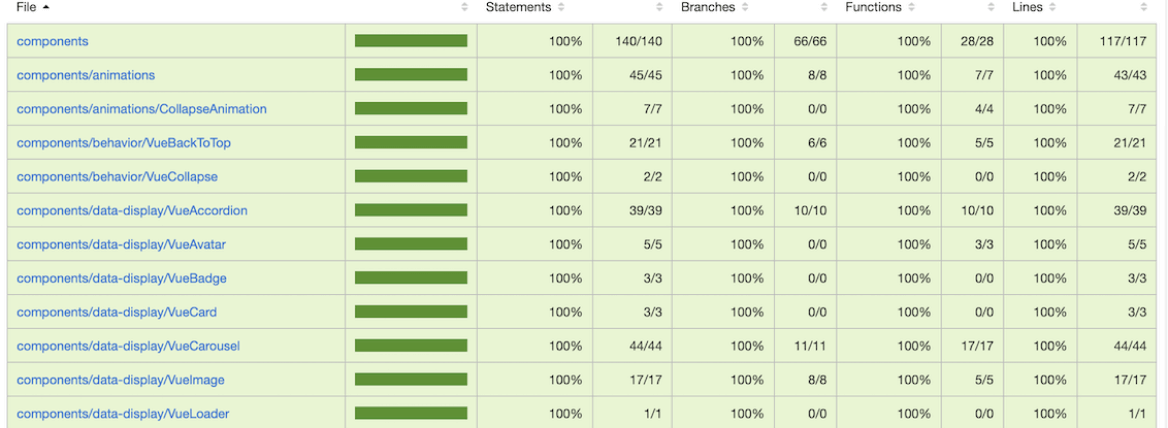 File Statements Branches Functions Lines
components 100% 140/140 100% 66/66 100% 28/28 100% 117/117
components/animations 100% 45/45 100% 8/8 100% 7/7 100% 43/43
components/animations/CollapseAnimation 100% 7/7 100% 0/0 100% 4/4 100% 7/7
components/behavior/VueBackToTop 100% 21/21 100% 6/6 100% 5/5 100% 21/21
components/behavior/VueCollapse 100% 2/2 100% 0/0 100% 0/0 100% 2/2
components/data-display/VueAccordion 100% 39/39 100% 10/10 100% 10/10 100% 39/39
components/data-display/VueAvatar 100% 5/5 100% 0/0 100% 3/3 100% 5/5
components/data-display/VueBadge 100% 3/3 100% 0/0 100% 0/0 100% 3/3
components/data-display/VueCard 100% 3/3 100% 0/0 100% 0/0 100% 3/3
components/data-display/VueCarousel 100% 44/44 100% 11/11 100% 17/17 100% 44/44
components/data-display/VueImage 100% 17/17 100% 8/8 100% 5/5 100% 17/17
components/data-display/VueLoader 100% 1/1 100% 0/0 100% 0/0 100% 1/1